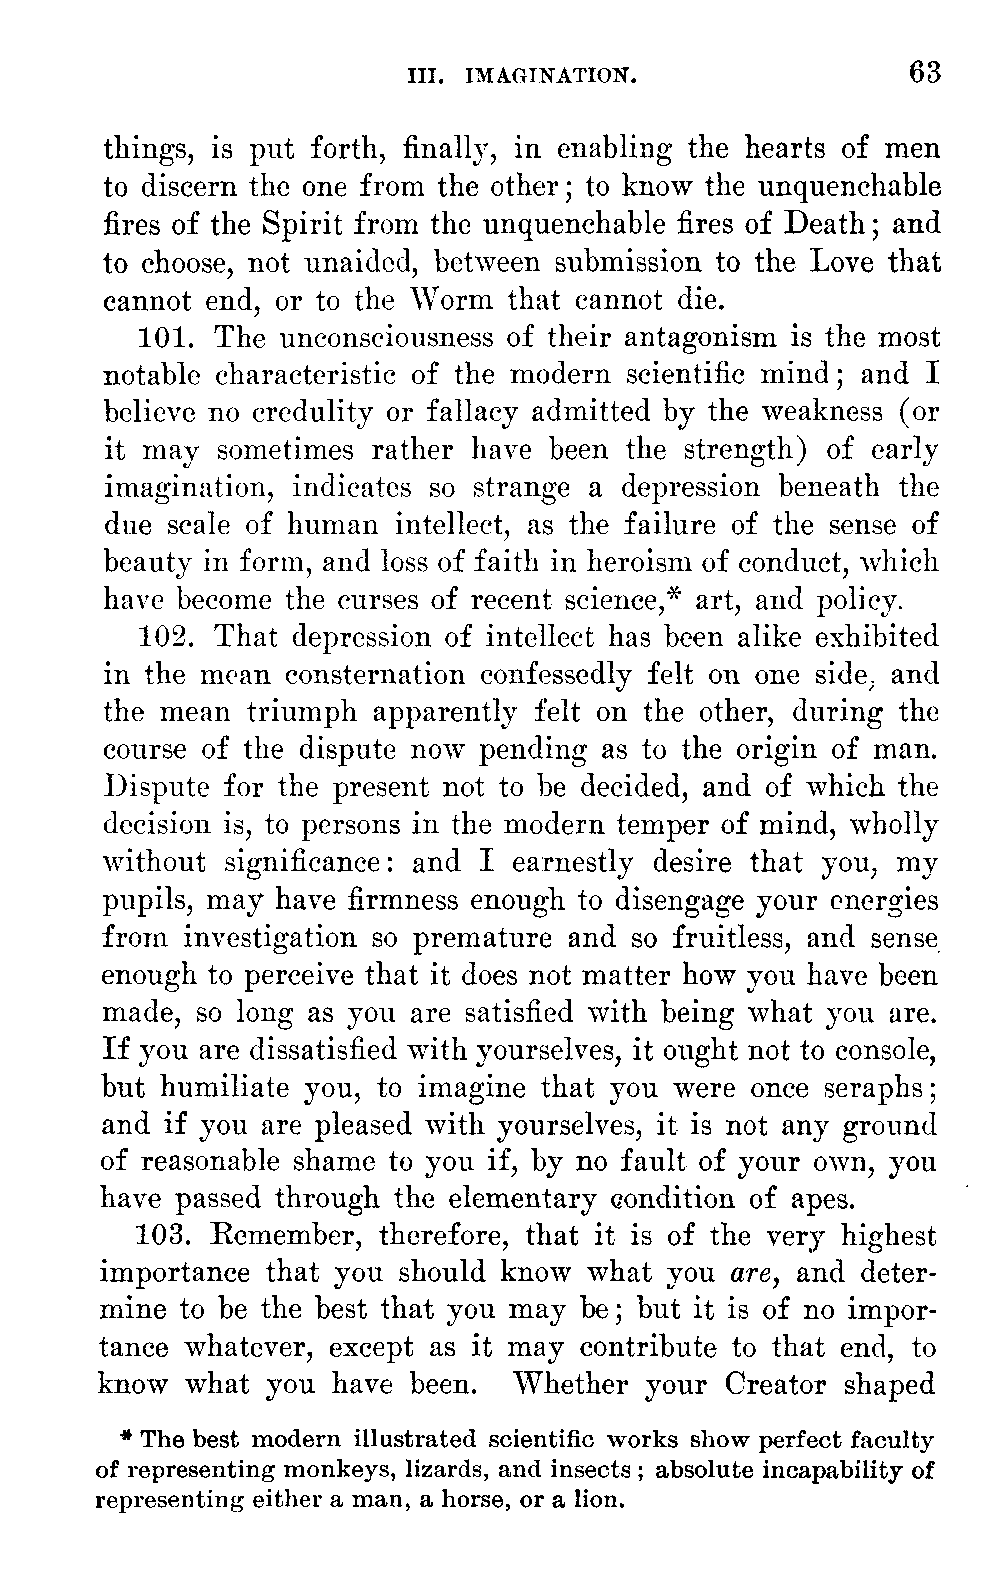 III. IMAGINATION. 63
things, is put forth, finally, in enabling the hearts of men
to discern the one from the other; to know the unquenchable
fires of the Spirit from the unquenchable fires of Death; and
to choose, not unaided, between submission to the Love that
cannot end, or to the Worm that cannot die.
101. The unconsciousness of their antagonism is the most
notable characteristic of the modern scientific mind; and I
believe no credulity or fallacy admitted by the weakness (or
it may sometimes rather have been the strength) of early
imagination, indicates so strange a depression beneath the
due scale of human intellect, as the failure of the sense of
beauty in form, and loss of faith in heroism of conduct, which
have become the curses of recent science,* art, and policy.
102. That depression of intellect has been alike exhibited
in the mean consternation confessedly felt on one side, and
the mean triumph apparently felt on the other, during the
course of the dispute now pending as to the origin of man.
Dispute for the present not to be decided, and of which the
decision is, to persons in the modern temper of mind, wholly
without significance: and I earnestly desire that you, my
pupils, may have firmness enough to disengage your energies
from investigation so premature and so fruitless, and sense
enough to perceive that it does not matter how you have been
made, so long as you are satisfied with being what you are.
If you are dissatisfied with yourselves, it ought not to console,
but humiliate you, to imagine that you were once seraphs;
and if you are pleased with yourselves, it is not any ground
of reasonable shame to you if, by no fault of your own, you
have passed through the elementary condition of apes.
103. Remember, therefore, that it is of the very highest
importance that you should know what you are, and deter-
mine to be the best that you may be; but it is of no impor-
tance whatever, except as it may contribute to that end, to
know what you have been. Whether your Creator shaped
* The best modern illustrated scientific works show perfect faculty
of representing monkeys, lizards, and insects; absolute incapability of
representing either a man, a horse, or a lion.